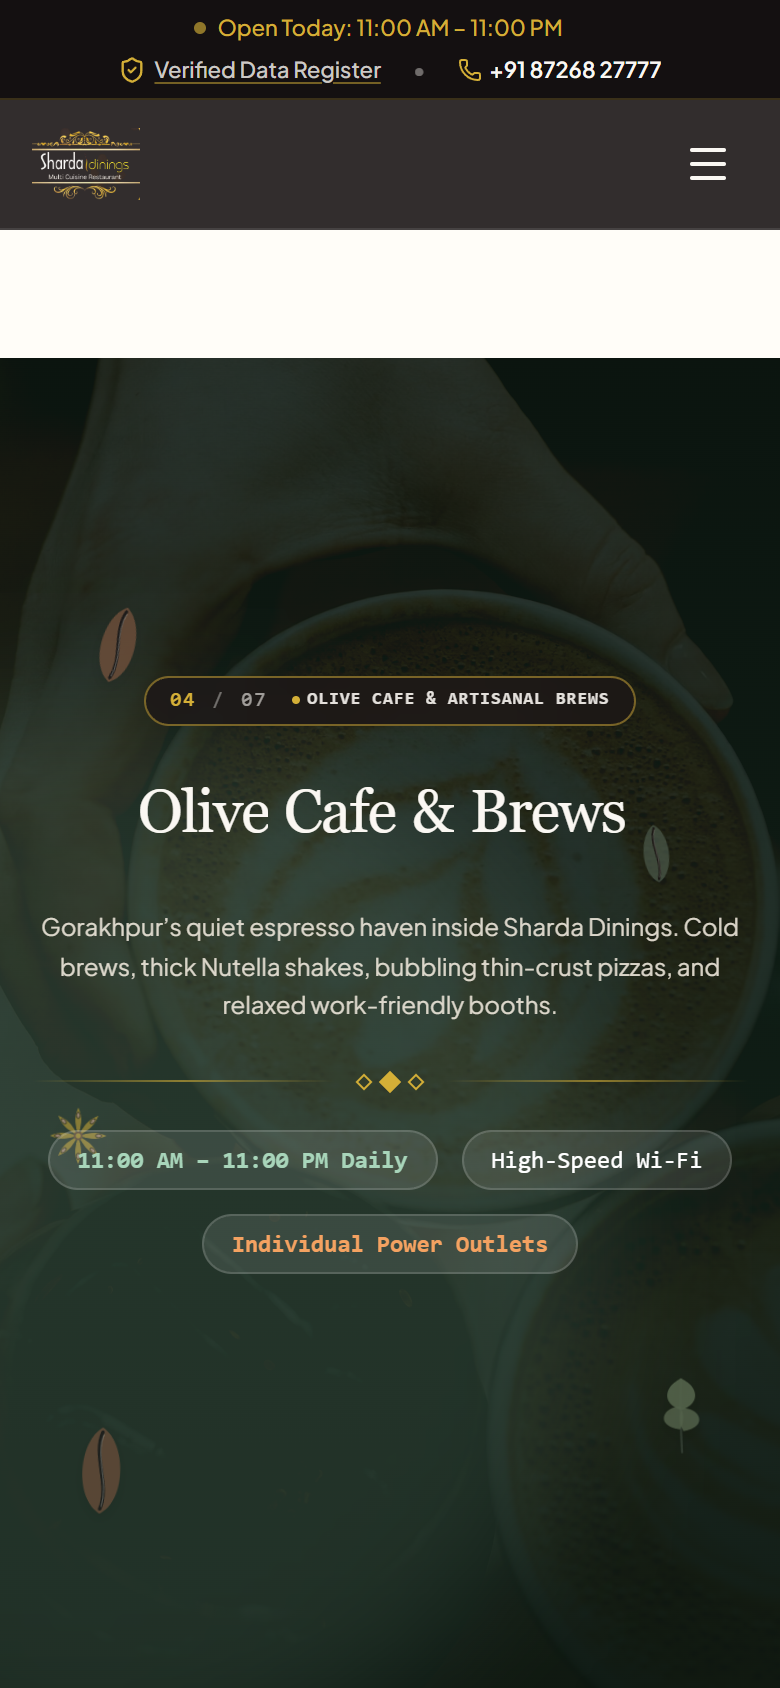 Open Today: 11:00 AM – 11:00 PM
Verified Data Register • +91 87268 27777
Sharda dinings
Multi Cuisine Restaurant
04 / 07 • OLIVE CAFE & ARTISANAL BREWS
Olive Cafe & Brews
Gorakhpur’s quiet espresso haven inside Sharda Dinings. Cold
brews, thick Nutella shakes, bubbling thin-crust pizzas, and
relaxed work-friendly booths.
11:00 AM – 11:00 PM Daily
High-Speed Wi-Fi
Individual Power Outlets